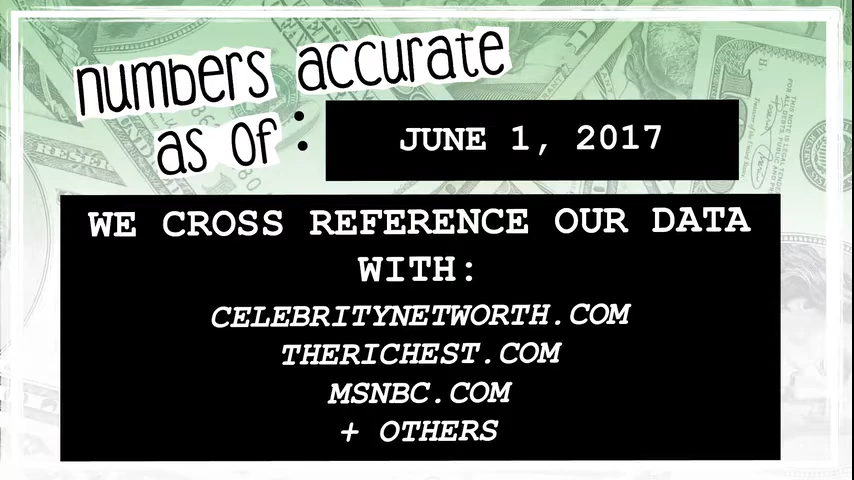 numbers accurate
as of: JUNE 1, 2017
WE CROSS REFERENCE OUR DATA
WITH:
CELEBRITYNETWORTH.COM
THERICHEST.COM
MSNBC.COM
+ OTHERS